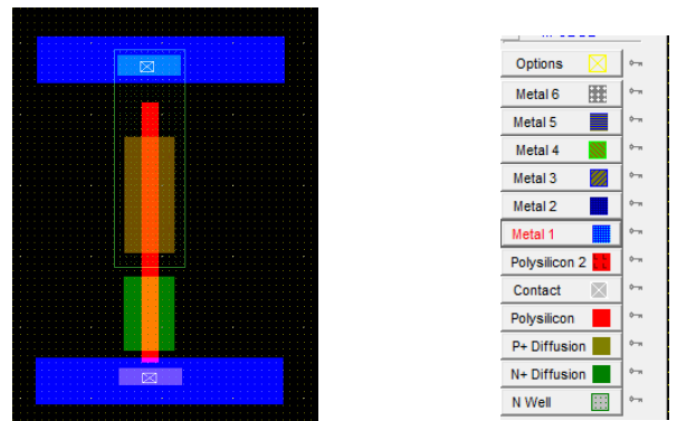 Options
Metal 6
Metal 5
Metal 4
Metal 3
Metal 2
Metal 1
Polysilicon 2
Contact
Polysilicon
P+ Diffusion
N+ Diffusion
N Well